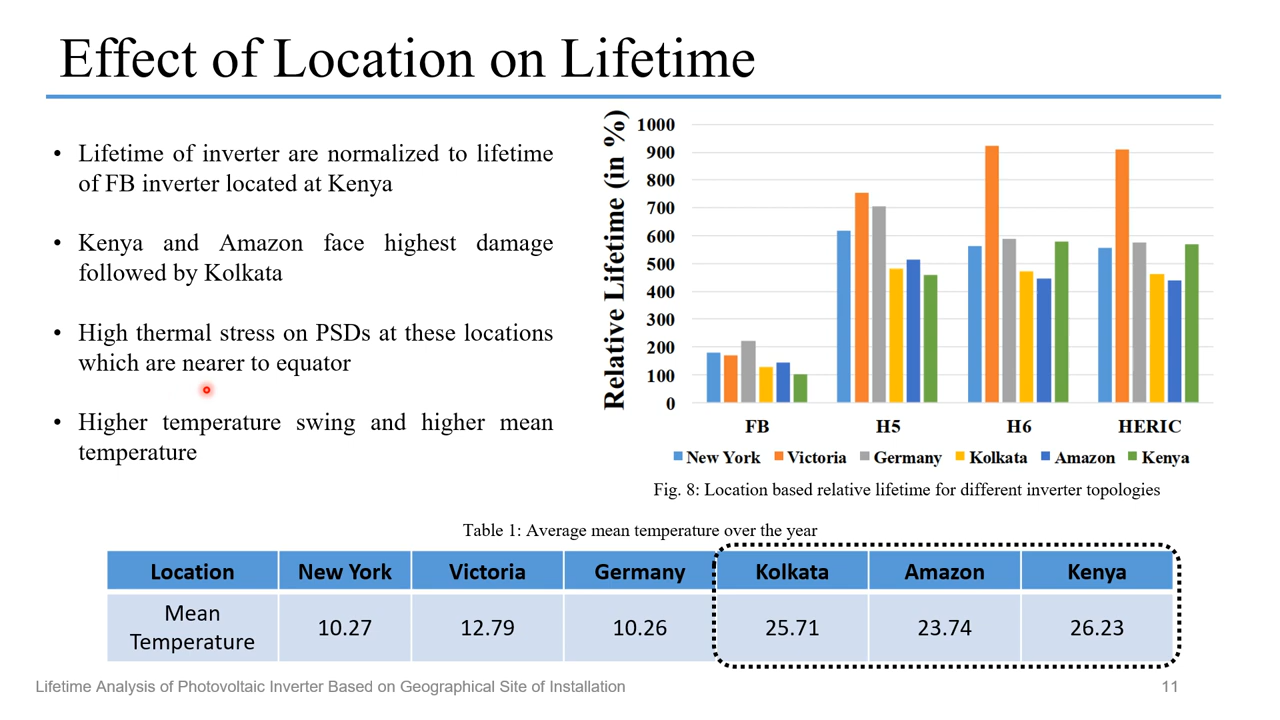 Effect of Location on Lifetime
• Lifetime of inverter are normalized to lifetime
of FB inverter located at Kenya
• Kenya and Amazon face highest damage
followed by Kolkata
• High thermal stress on PSDs at these locations
which are nearer to equator
• Higher temperature swing and higher mean
temperature
Relative Lifetime (in %)
1000
900
800
700
600
500
400
300
200
100
0
FB H5 H6 HERIC
New York Victoria Germany Kolkata Amazon Kenya
Fig. 8: Location based relative lifetime for different inverter topologies
Table 1: Average mean temperature over the year
Location New York Victoria Germany Kolkata Amazon Kenya
Mean
Temperature 10.27 12.79 10.26 25.71 23.74 26.23
Lifetime Analysis of Photovoltaic Inverter Based on Geographical Site of Installation 11